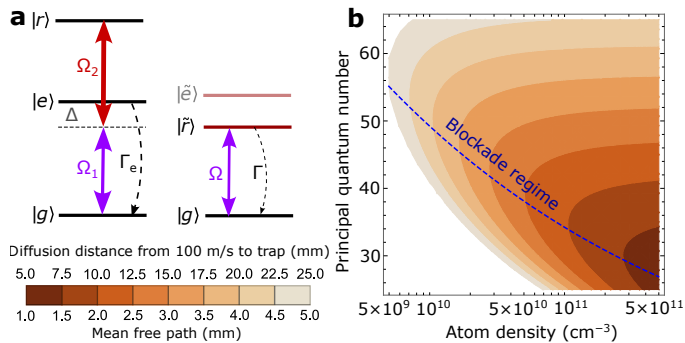 a
|r⟩
Ω₂
|e⟩
Δ
Ω₁
Γₑ
|g⟩
|ẽ⟩
|r̃⟩
Ω
Γ
|g⟩
Diffusion distance from 100 m/s to trap (mm)
5.0 7.5 10.0 12.5 15.0 17.5 20.0 22.5 25.0
1.0 1.5 2.0 2.5 3.0 3.5 4.0 4.5 5.0
Mean free path (mm)
b
Principal quantum number
60
50
40
30
Blockade regime
5×10⁹ 10¹⁰ 5×10¹⁰ 10¹¹ 5×10¹¹
Atom density (cm⁻³)